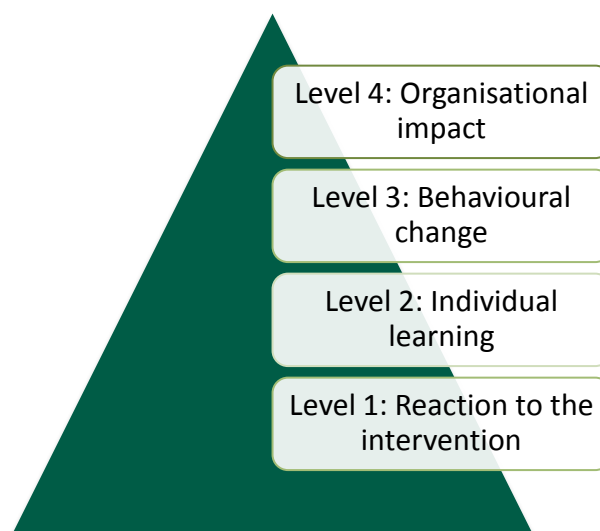 Level 4: Organisational
impact
Level 3: Behavioural
change
Level 2: Individual
learning
Level 1: Reaction to the
intervention